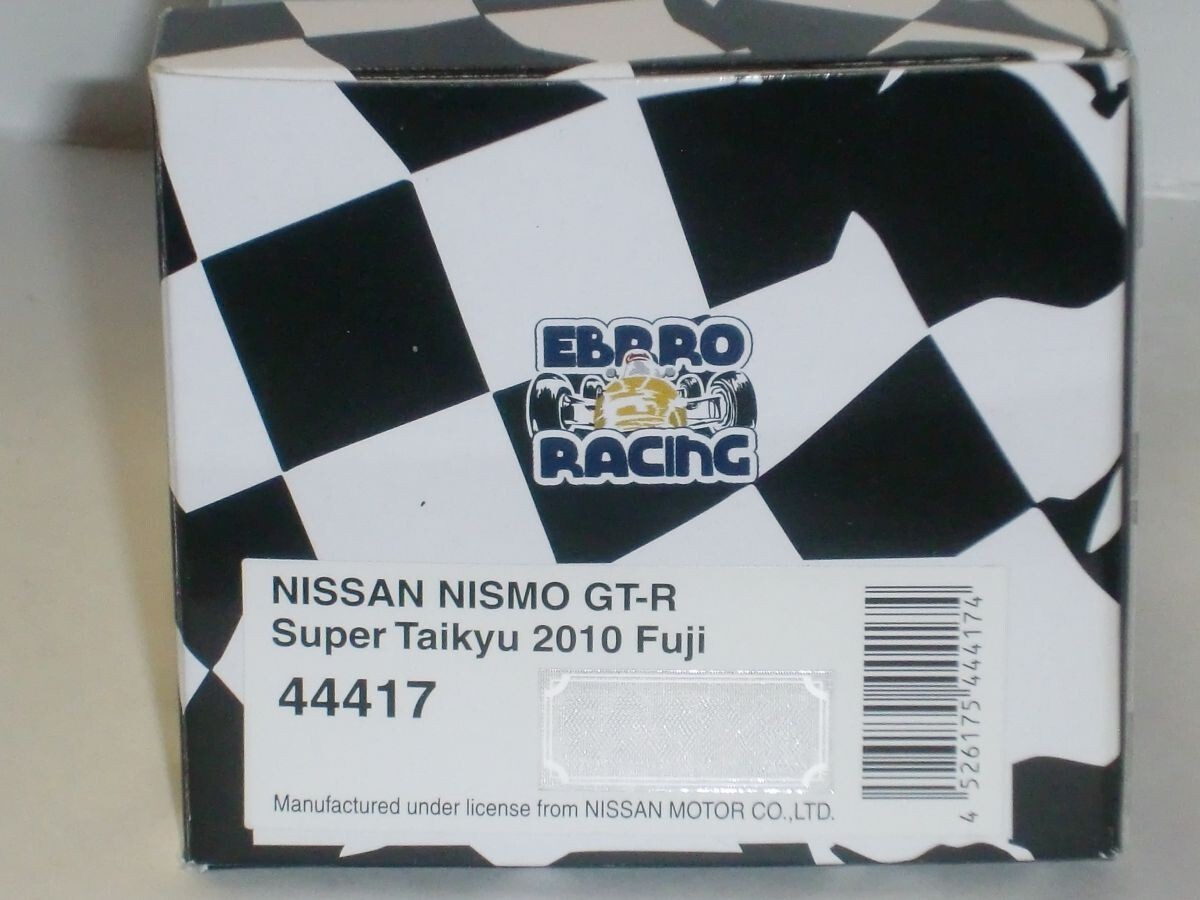 EBBRO
RACING
NISSAN NISMO GT-R
Super Taikyu 2010 Fuji
44417
Manufactured under license from NISSAN MOTOR CO.,LTD.
4 526175 444174